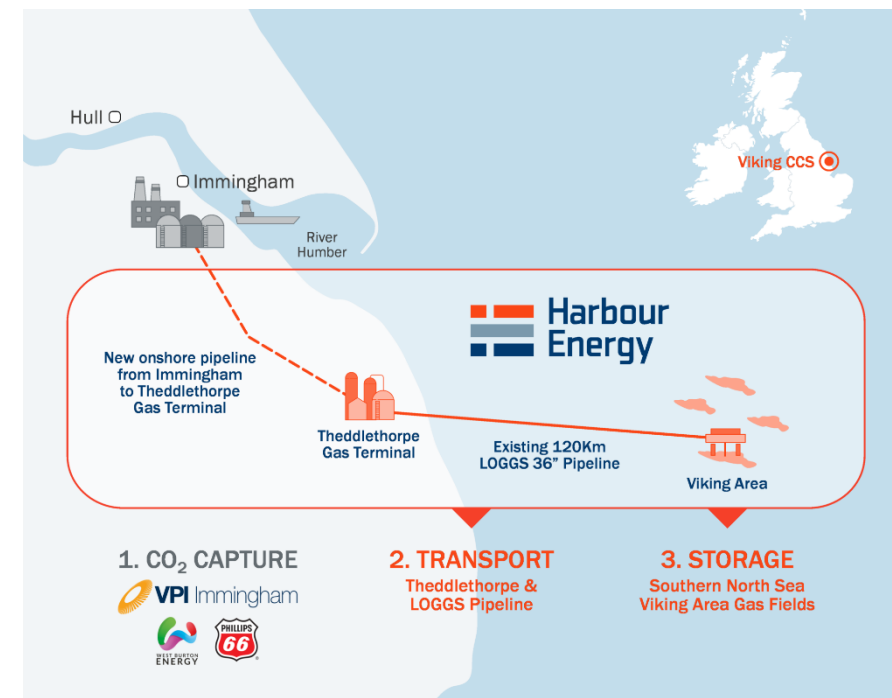 Hull
Immingham
River
Humber
Viking CCS
Harbour
Energy
New onshore pipeline
from Immingham
to Theddlethorpe
Gas Terminal
Theddlethorpe
Gas Terminal
Existing 120Km
LOGGS 36” Pipeline
Viking Area
1. CO₂ CAPTURE
VPI Immingham
WEST BURTON
ENERGY
PHILLIPS
66
2. TRANSPORT
Theddlethorpe &
LOGGS Pipeline
3. STORAGE
Southern North Sea
Viking Area Gas Fields